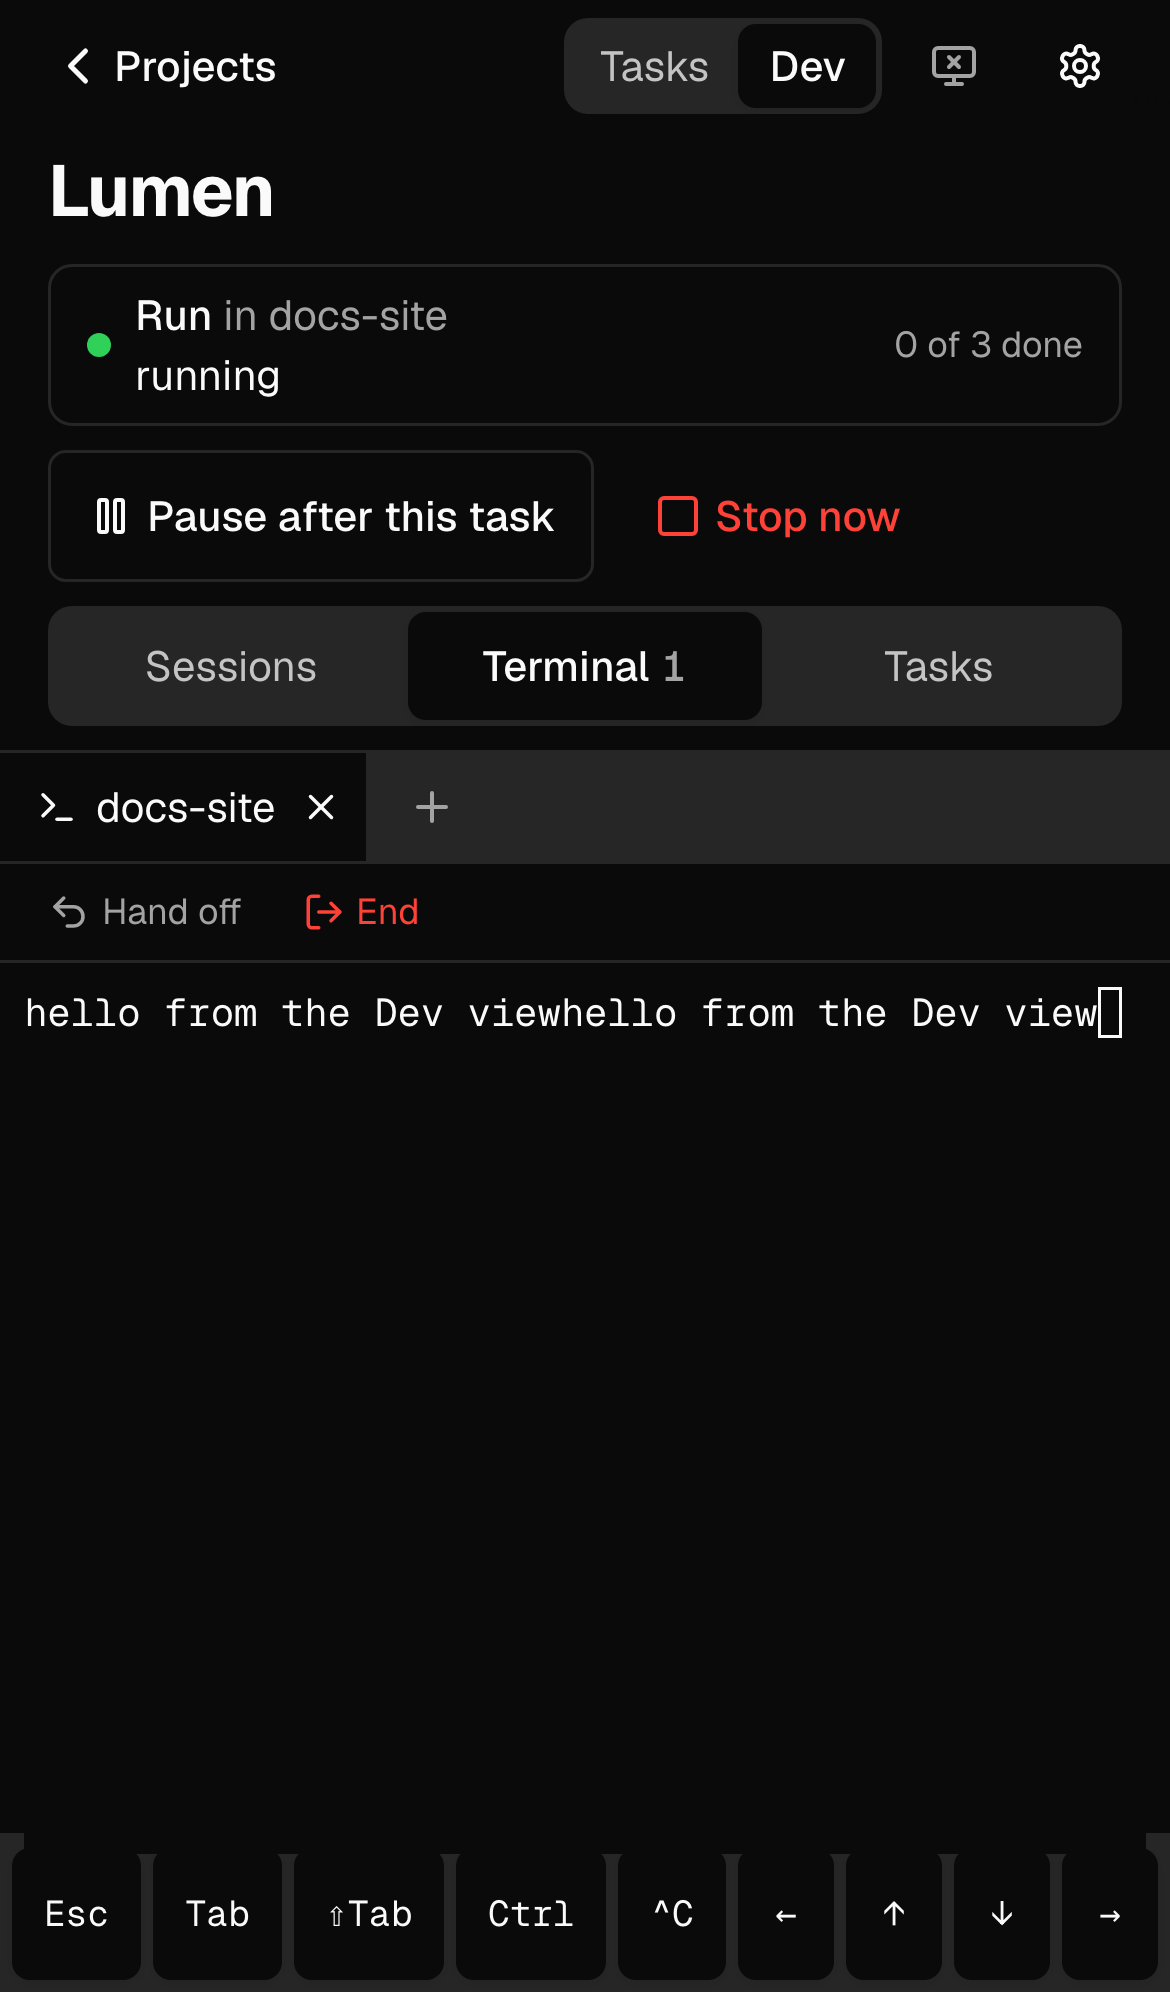 Projects
Tasks Dev
Lumen
Run in docs-site
running
0 of 3 done
Pause after this task
Stop now
Sessions Terminal 1 Tasks
docs-site
Hand off End
hello from the Dev viewhello from the Dev view
Esc Tab ⇧Tab Ctrl ^C ← ↑ ↓ →